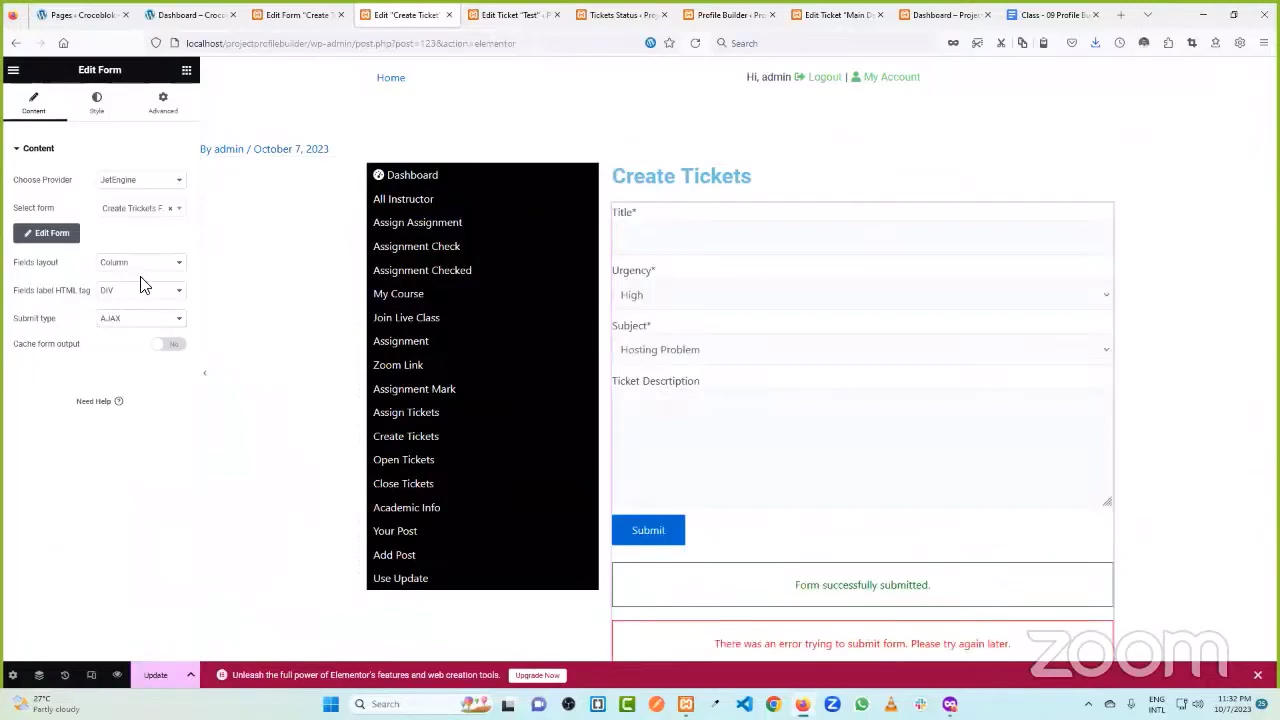 Pages ‹ Project
Dashboard ‹ Crocobl
Crocoblock
Edit "Create T
Edit "Create Tickets"
Edit Ticket "Test" ‹ P
Tickets Status ‹ Proje
Profile Builder ‹ Proje
Edit Ticket "Main D
Dashboard – Project
Class – Profile Buil
localhost/projectprofilebuilder/wp-admin/post.php?post=123&action=elementor
Search
Edit Form
Content
Style
Advanced
Content
Choose Provider
JetEngine
Select form
Create Trickets F.
Edit Form
Fields layout
Column
Fields label HTML tag
DIV
Submit type
AJAX
Cache form output
No
Need Help
Home
Hi, admin Logout | My Account
By admin / October 7, 2023
Dashboard
All Instructor
Assign Assignment
Assignment Check
Assignment Checked
My Course
Join Live Class
Assignment
Zoom Link
Assignment Mark
Assign Tickets
Create Tickets
Open Tickets
Close Tickets
Academic Info
Your Post
Add Post
Use Update
Create Tickets
Title*
Urgency*
High
Subject*
Hosting Problem
Ticket Descrtiption
Submit
Form successfully submitted.
There was an error trying to submit form. Please try again later.
zoom
Update
Unleash the full power of Elementor's features and web creation tools.
Upgrade Now
27°C
Partly cloudy
Search
ENG
INTL
11:32 PM
10/7/2023